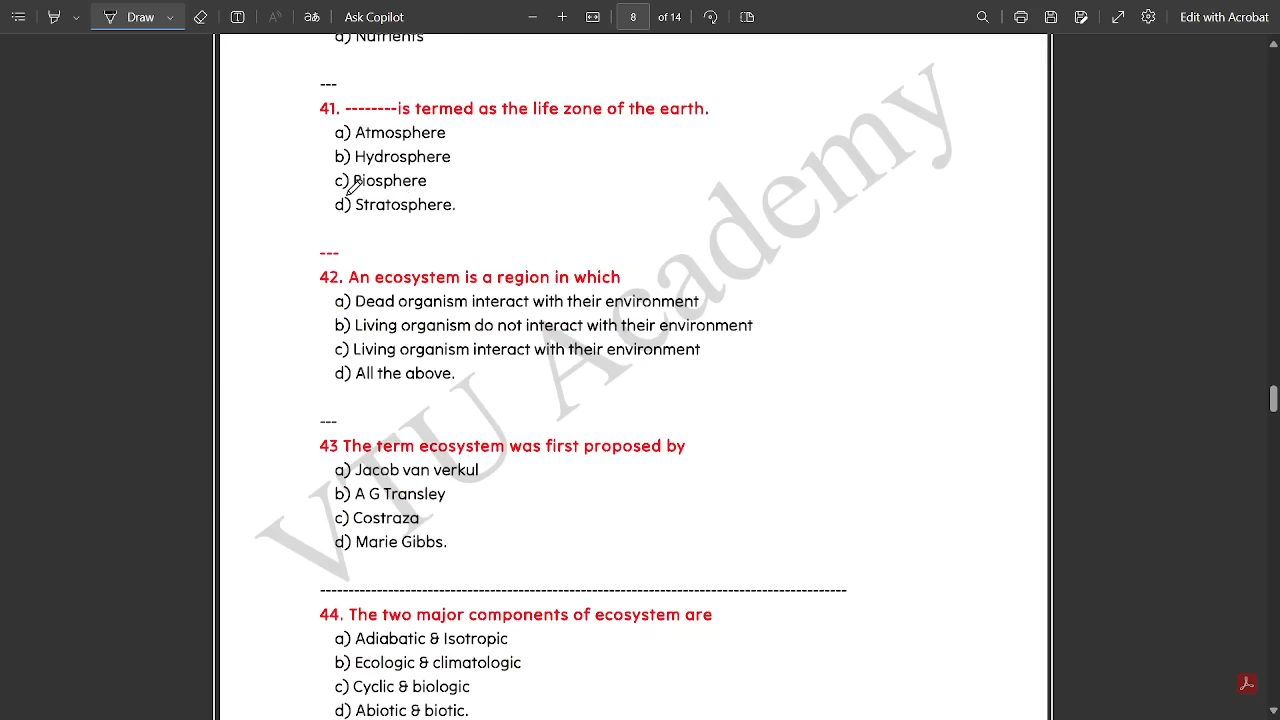 Draw
Ask Copilot
8
of 14
Edit with Acrobat
d) Nutrients
---
41. --------is termed as the life zone of the earth.
a) Atmosphere
b) Hydrosphere
c) Biosphere
d) Stratosphere.
---
42. An ecosystem is a region in which
a) Dead organism interact with their environment
b) Living organism do not interact with their environment
c) Living organism interact with their environment
d) All the above.
---
43 The term ecosystem was first proposed by
a) Jacob van verkul
b) A G Transley
c) Costraza
d) Marie Gibbs.
--------------------------------------------------------------------------------------------
44. The two major components of ecosystem are
a) Adiabatic & Isotropic
b) Ecologic & climatologic
c) Cyclic & biologic
d) Abiotic & biotic.
VTU Academy